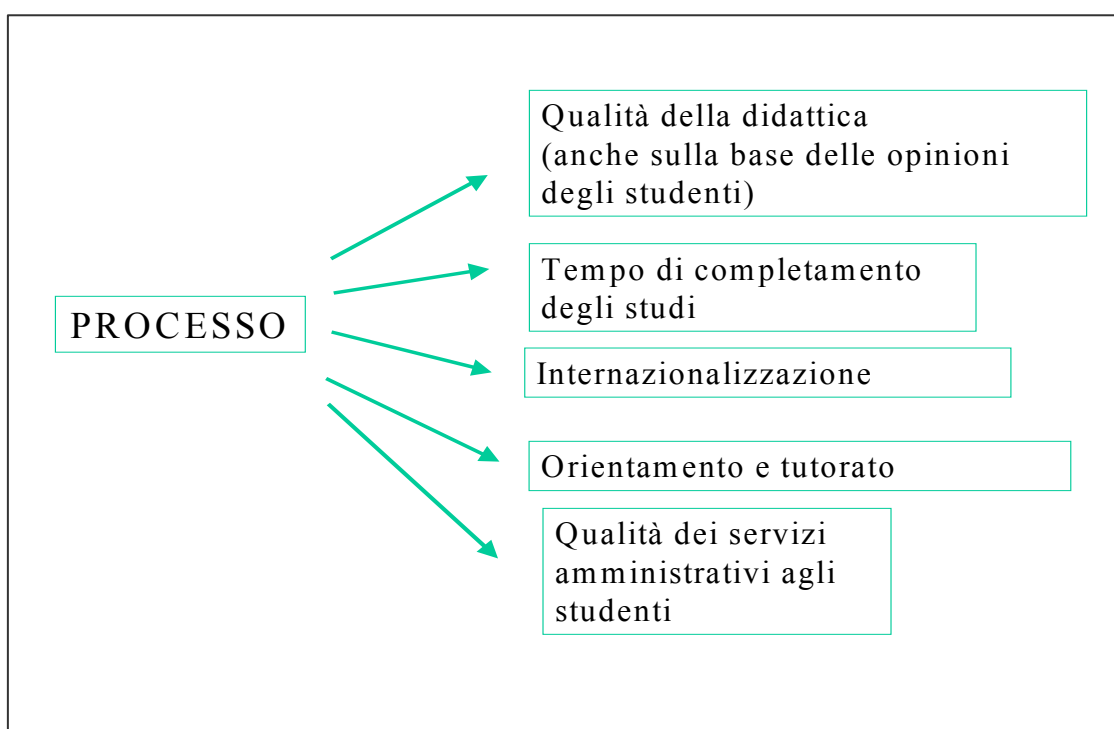 PROCESSO
Qualità della didattica
(anche sulla base delle opinioni
degli studenti)
Tempo di completamento
degli studi
Internazionalizzazione
Orientamento e tutorato
Qualità dei servizi
amministrativi agli
studenti